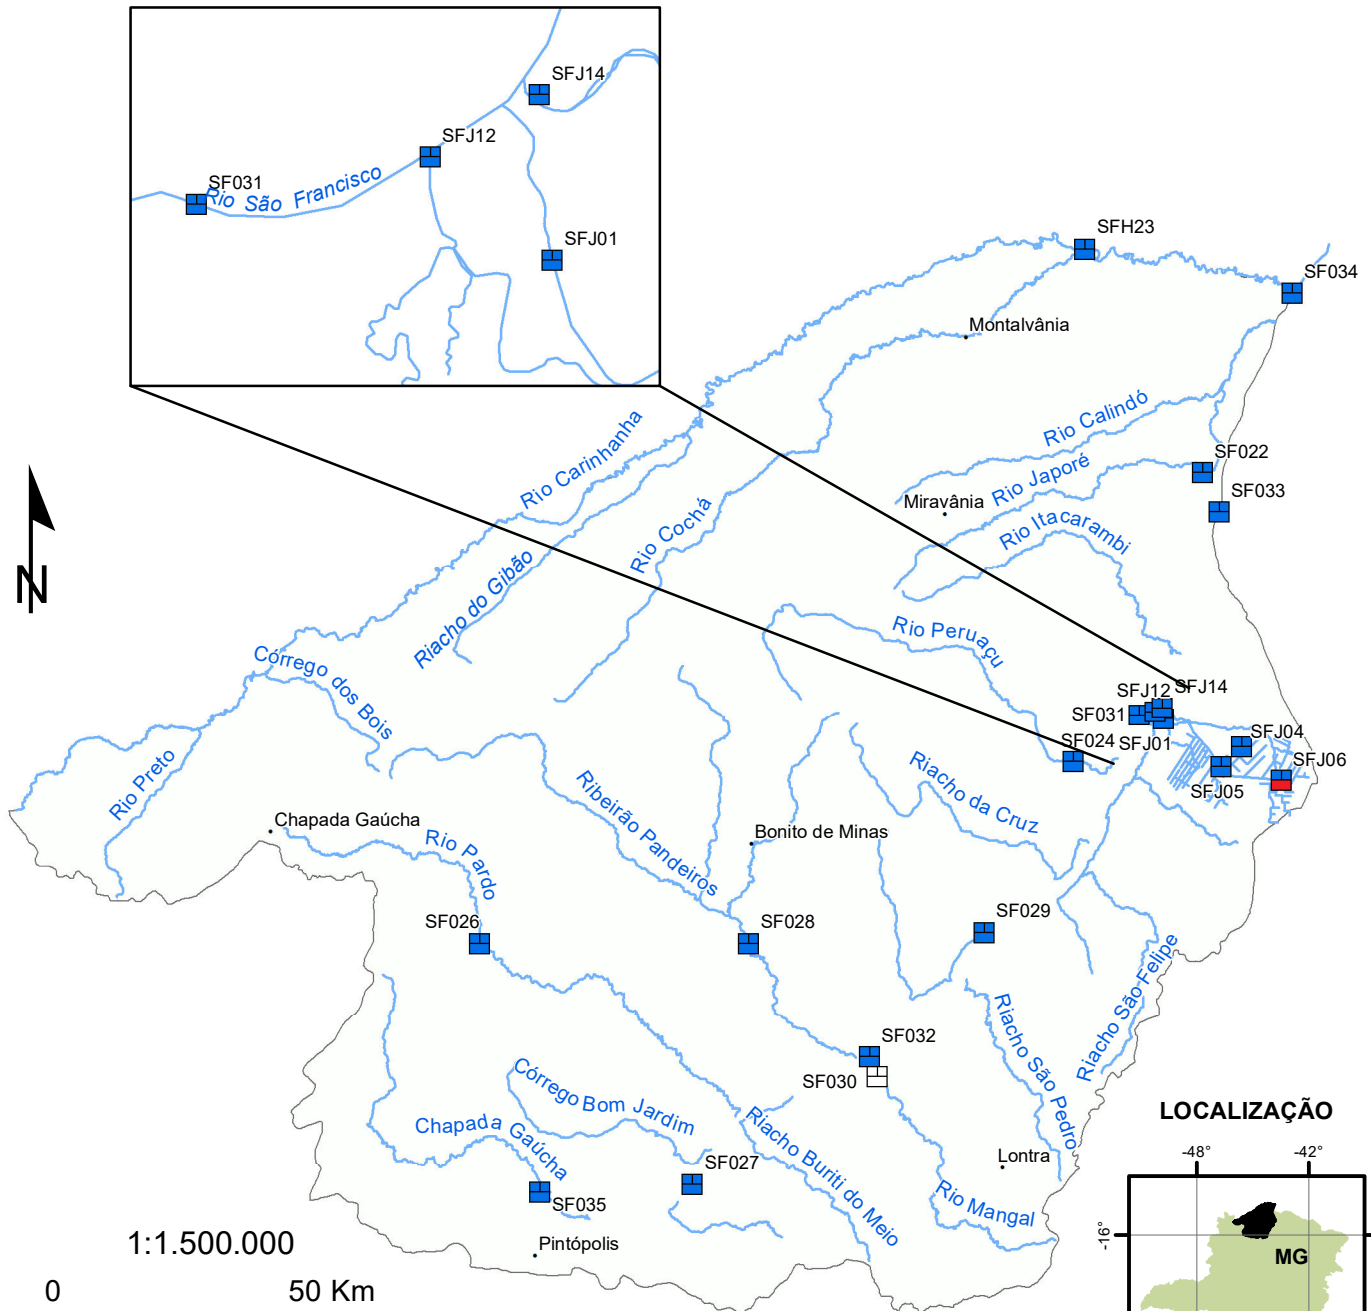 SFJ14
SFJ12
SF031
Rio São Francisco
SFJ01
SFH23
SF034
Montalvânia
Rio Calindó
Rio Carinhanha
SF022
Rio Japoré
SF033
Miravânia
Rio Itacarambi
Rio Cochá
Riacho do Gibão
N
Rio Peruaçu
Córrego dos Bois
SFJ12
SFJ14
SF031
SFJ04
SF024
SFJ01
SFJ06
SFJ05
Rio Preto
Riacho da Cruz
Chapada Gaúcha
Ribeirão Pandeiros
Bonito de Minas
Rio Pardo
SF026
SF028
SF029
Riacho São Felipe
Riacho São Pedro
SF032
SF030
Córrego Bom Jardim
Chapada Gaúcha
Riacho Buriti do Meio
LOCALIZAÇÃO
-48°
-42°
Lontra
SF027
SF035
Rio Mangal
-16°
MG
Pintópolis
1:1.500.000
0
50 Km